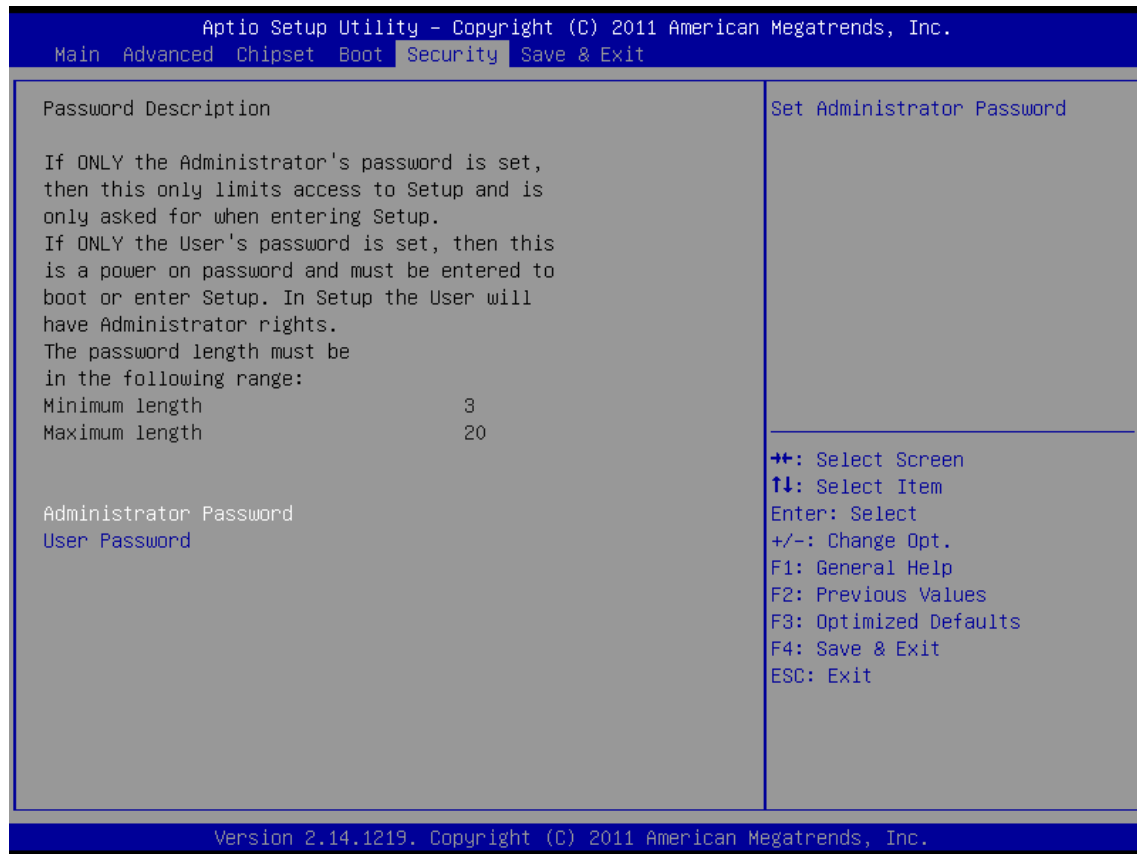 Aptio Setup Utility – Copyright (C) 2011 American Megatrends, Inc.
Main Advanced Chipset Boot Security Save & Exit
Password Description
If ONLY the Administrator's password is set,
then this only limits access to Setup and is
only asked for when entering Setup.
If ONLY the User's password is set, then this
is a power on password and must be entered to
boot or enter Setup. In Setup the User will
have Administrator rights.
The password length must be
in the following range:
Minimum length 3
Maximum length 20
Administrator Password
User Password
Set Administrator Password
→←: Select Screen
↑↓: Select Item
Enter: Select
+/-: Change Opt.
F1: General Help
F2: Previous Values
F3: Optimized Defaults
F4: Save & Exit
ESC: Exit
Version 2.14.1219. Copyright (C) 2011 American Megatrends, Inc.